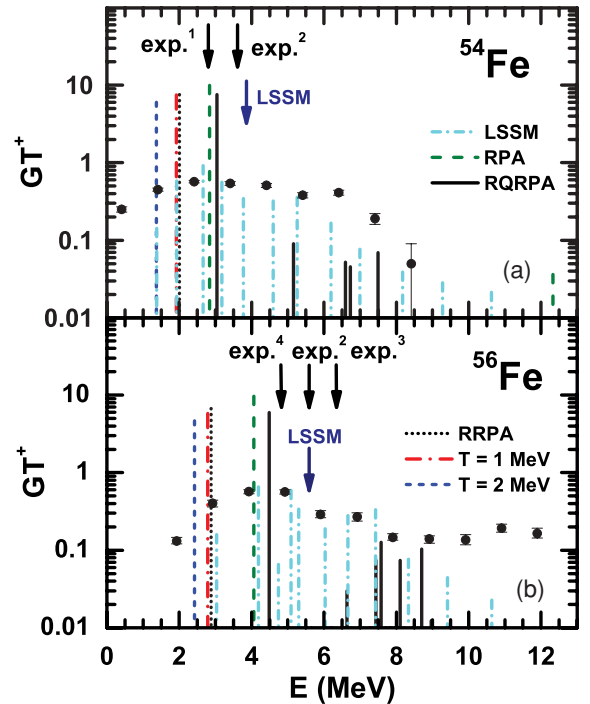 exp.¹ exp.²
⁵⁴Fe
LSSM
LSSM
RPA
RQRPA
(a)
GT⁺
10
1
0.1
0.01
exp.⁴ exp.² exp.³
⁵⁶Fe
LSSM
RRPA
T = 1 MeV
T = 2 MeV
(b)
GT⁺
10
1
0.1
0.01
0 2 4 6 8 10 12
E (MeV)